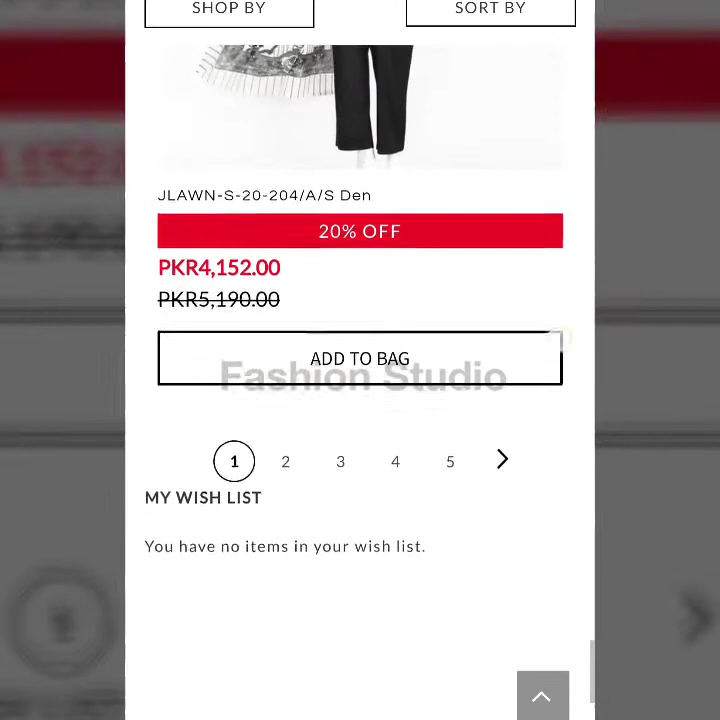 SHOP BY
SORT BY
JLAWN-S-20-204/A/S Den
20% OFF
PKR4,152.00
PKR5,190.00
ADD TO BAG
Fashion Studio
1 2 3 4 5
MY WISH LIST
You have no items in your wish list.